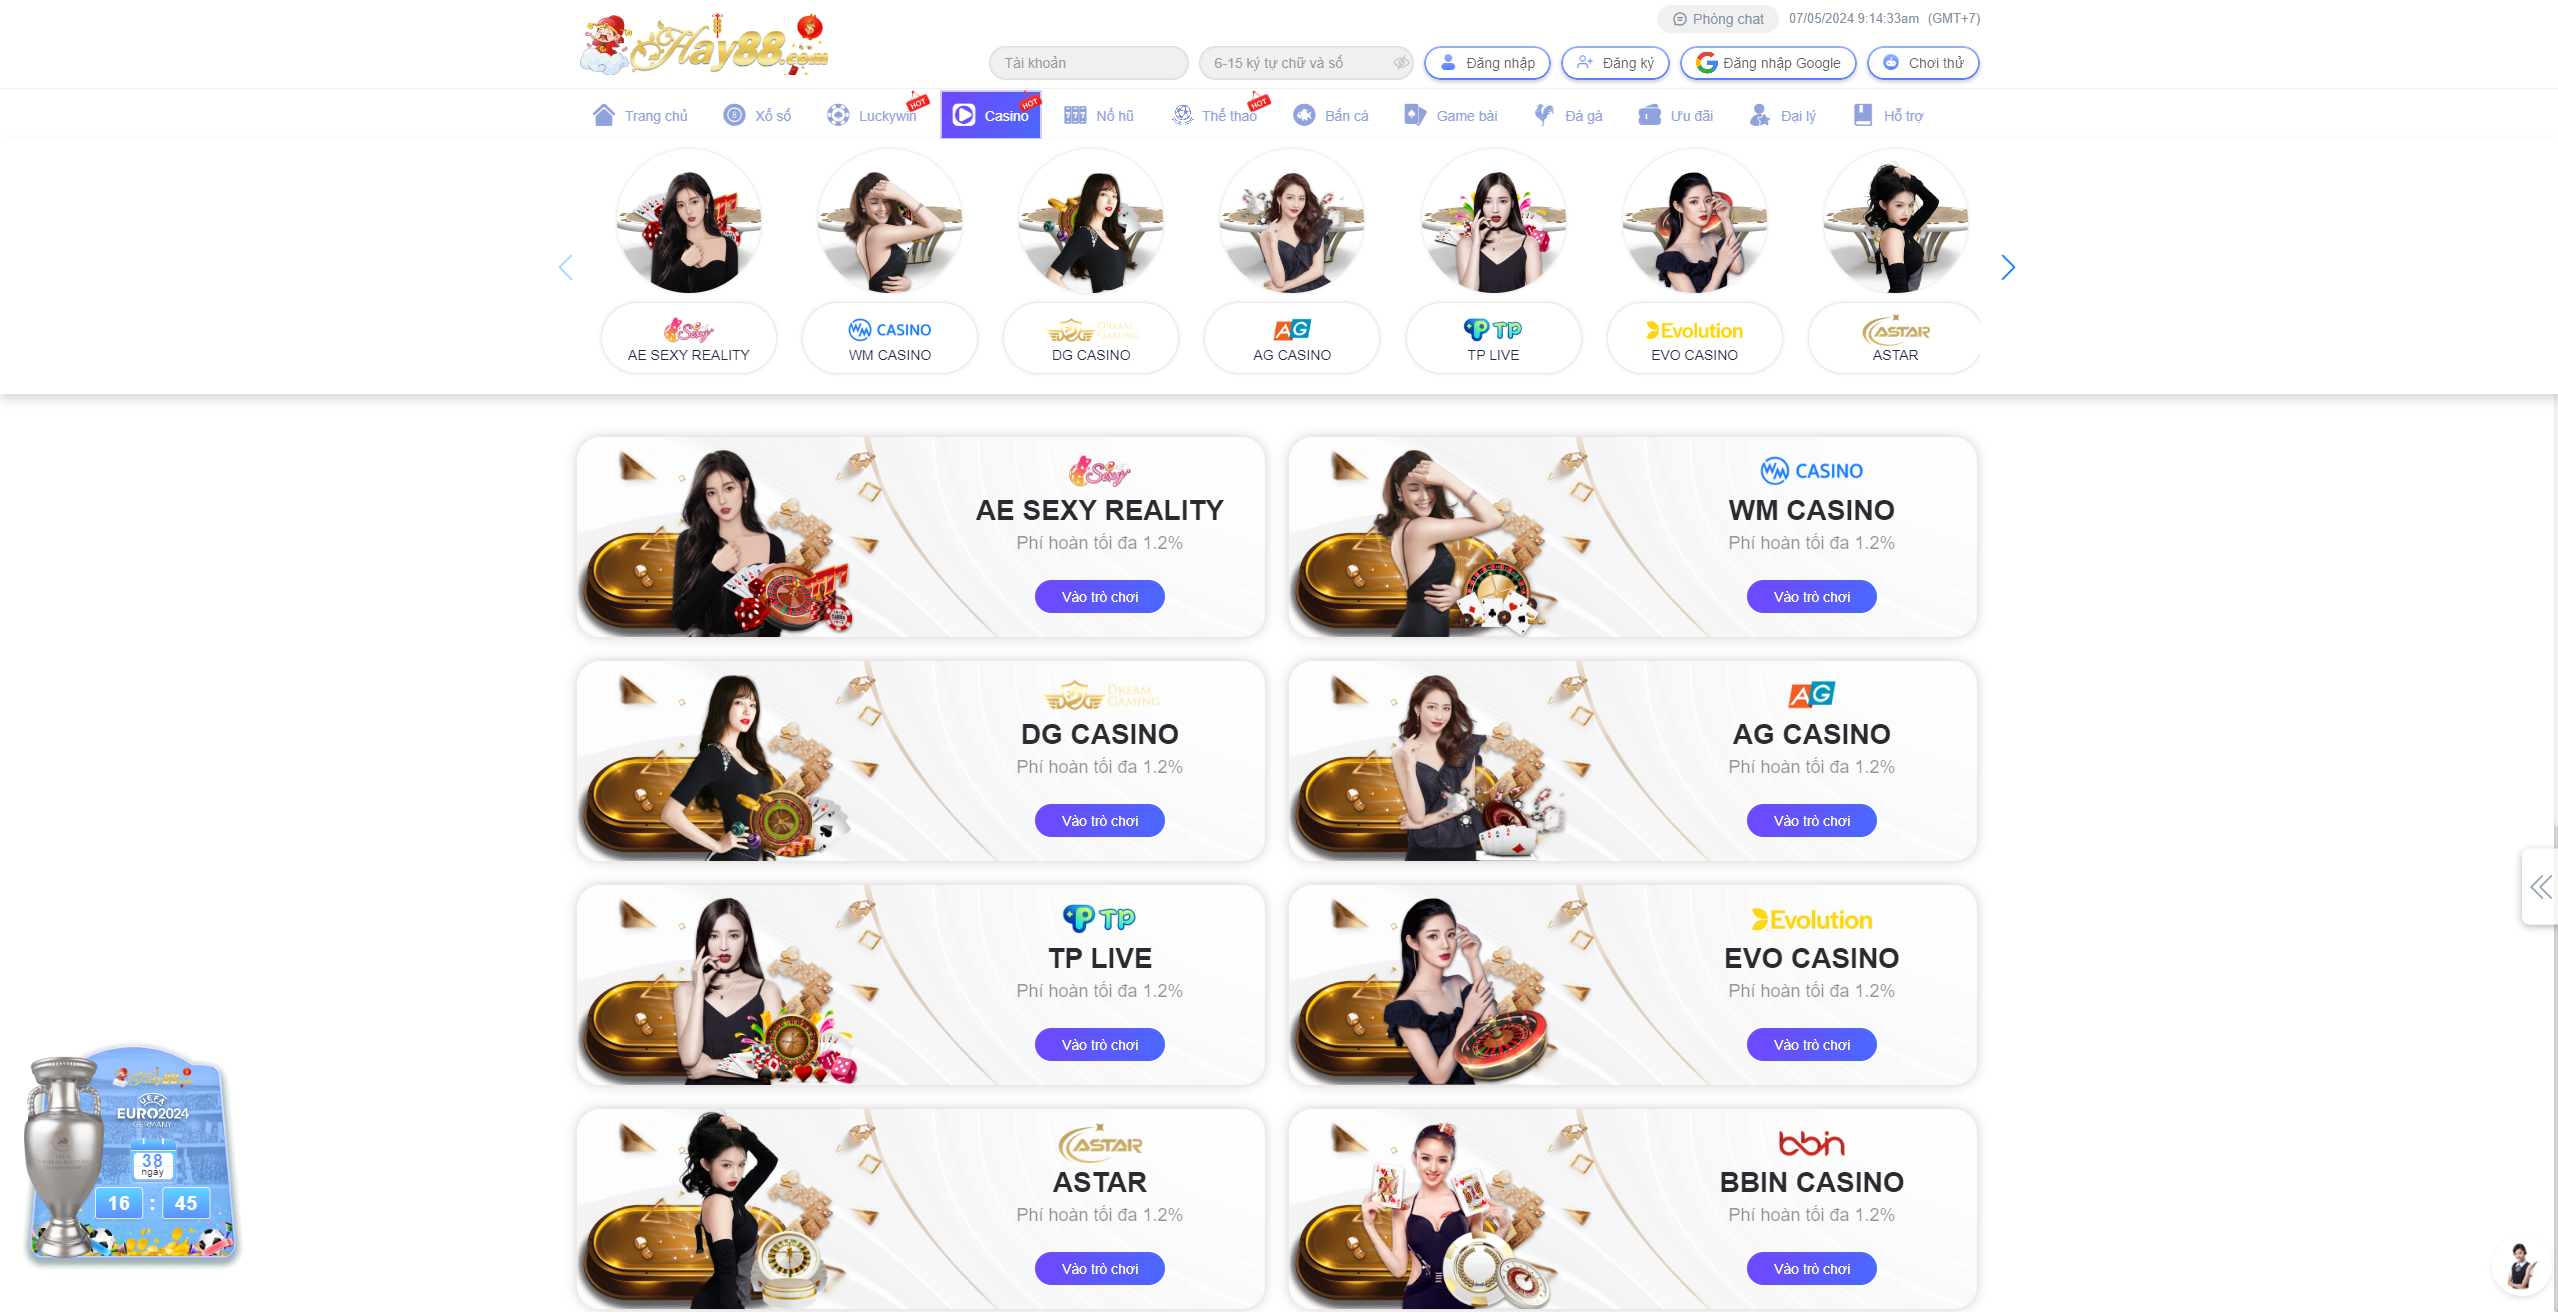 Hay88.com
Phòng chat 07/05/2024 9:14:33am (GMT+7)
Tài khoản
6-15 ký tự chữ và số
Đăng nhập
Đăng ký
Đăng nhập Google
Chơi thử
Trang chủ
Xổ số
Luckywin
HOT
Casino
HOT
Nổ hũ
Thể thao
HOT
Bắn cá
Game bài
Đá gà
Ưu đãi
Đại lý
Hỗ trợ
Sexy
AE SEXY REALITY
WM CASINO
WM CASINO
DREAM GAMING
DG CASINO
AG
AG CASINO
TP
TP LIVE
Evolution
EVO CASINO
ASTAR
ASTAR
Sexy
AE SEXY REALITY
Phí hoàn tối đa 1.2%
Vào trò chơi
WM CASINO
WM CASINO
Phí hoàn tối đa 1.2%
Vào trò chơi
DREAM
GAMING
DG CASINO
Phí hoàn tối đa 1.2%
Vào trò chơi
AG
AG CASINO
Phí hoàn tối đa 1.2%
Vào trò chơi
TP
TP LIVE
Phí hoàn tối đa 1.2%
Vào trò chơi
Evolution
EVO CASINO
Phí hoàn tối đa 1.2%
Vào trò chơi
ASTAR
ASTAR
Phí hoàn tối đa 1.2%
Vào trò chơi
bbin
BBIN CASINO
Phí hoàn tối đa 1.2%
Vào trò chơi
Hay88
UEFA
EURO2024
GERMANY
38
ngày
16 : 45